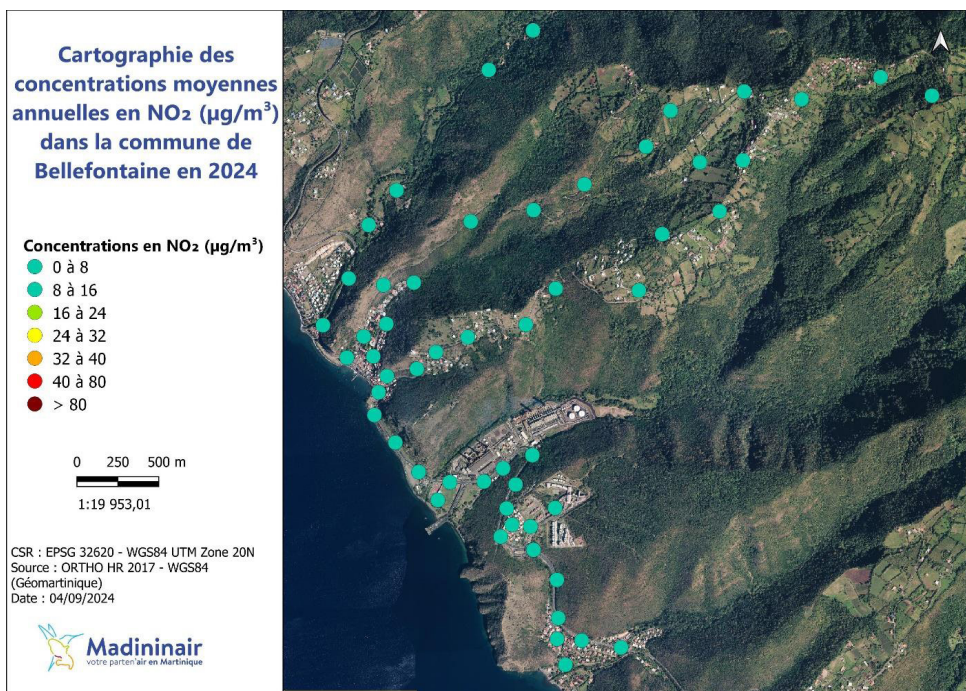 Cartographie des
concentrations moyennes
annuelles en NO₂ (µg/m³)
dans la commune de
Bellefontaine en 2024
Concentrations en NO₂ (µg/m³)
0 à 8
8 à 16
16 à 24
24 à 32
32 à 40
40 à 80
> 80
0 250 500 m
1:19 953,01
CSR : EPSG 32620 - WGS84 UTM Zone 20N
Source : ORTHO HR 2017 - WGS84
(Géomartinique)
Date : 04/09/2024
Madininair
votre parten'air en Martinique